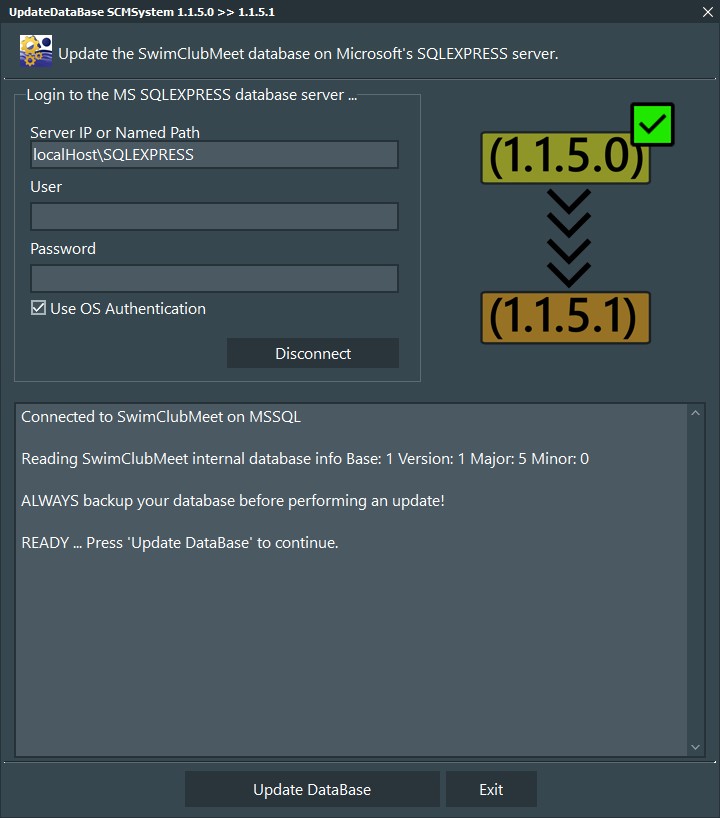 UpdateDataBase SCMSystem 1.1.5.0 >> 1.1.5.1
Update the SwimClubMeet database on Microsoft's SQLEXPRESS server.
Login to the MS SQLEXPRESS database server ...
Server IP or Named Path
localHost\SQLEXPRESS
User
Password
Use OS Authentication
Disconnect
(1.1.5.0)
(1.1.5.1)
Connected to SwimClubMeet on MSSQL
Reading SwimClubMeet internal database info Base: 1 Version: 1 Major: 5 Minor: 0
ALWAYS backup your database before performing an update!
READY ... Press 'Update DataBase' to continue.
Update DataBase
Exit